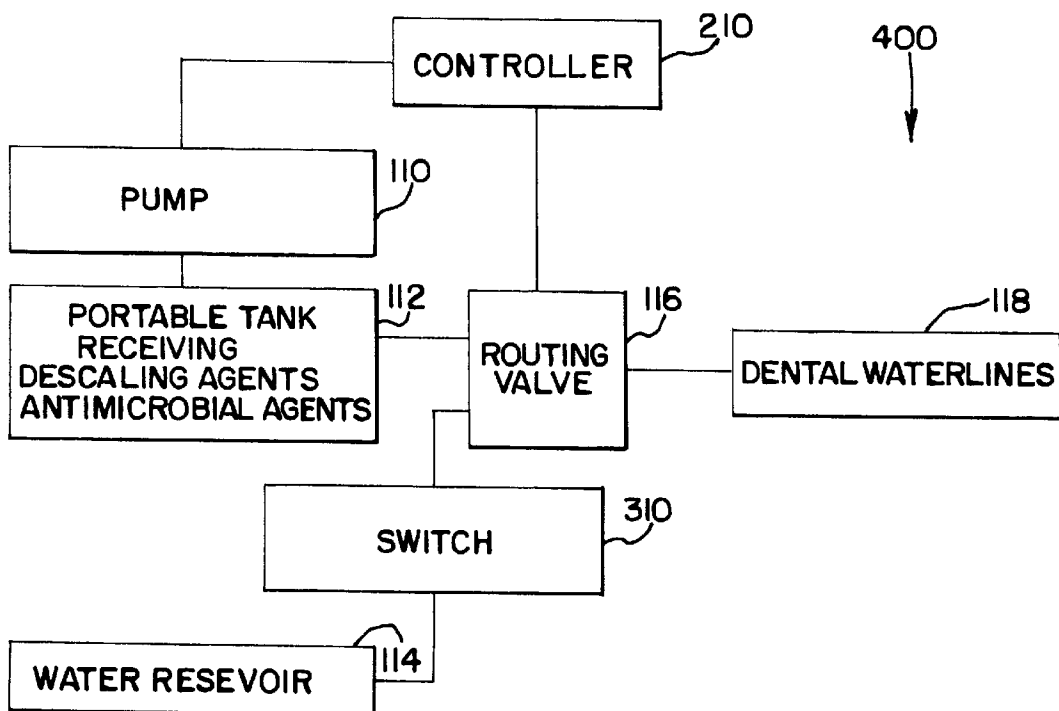 210
400
CONTROLLER
110
PUMP
112
PORTABLE TANK
RECEIVING
DESCALING AGENTS
ANTIMICROBIAL AGENTS
116
ROUTING
VALVE
118
DENTAL WATERLINES
310
SWITCH
114
WATER RESEVOIR